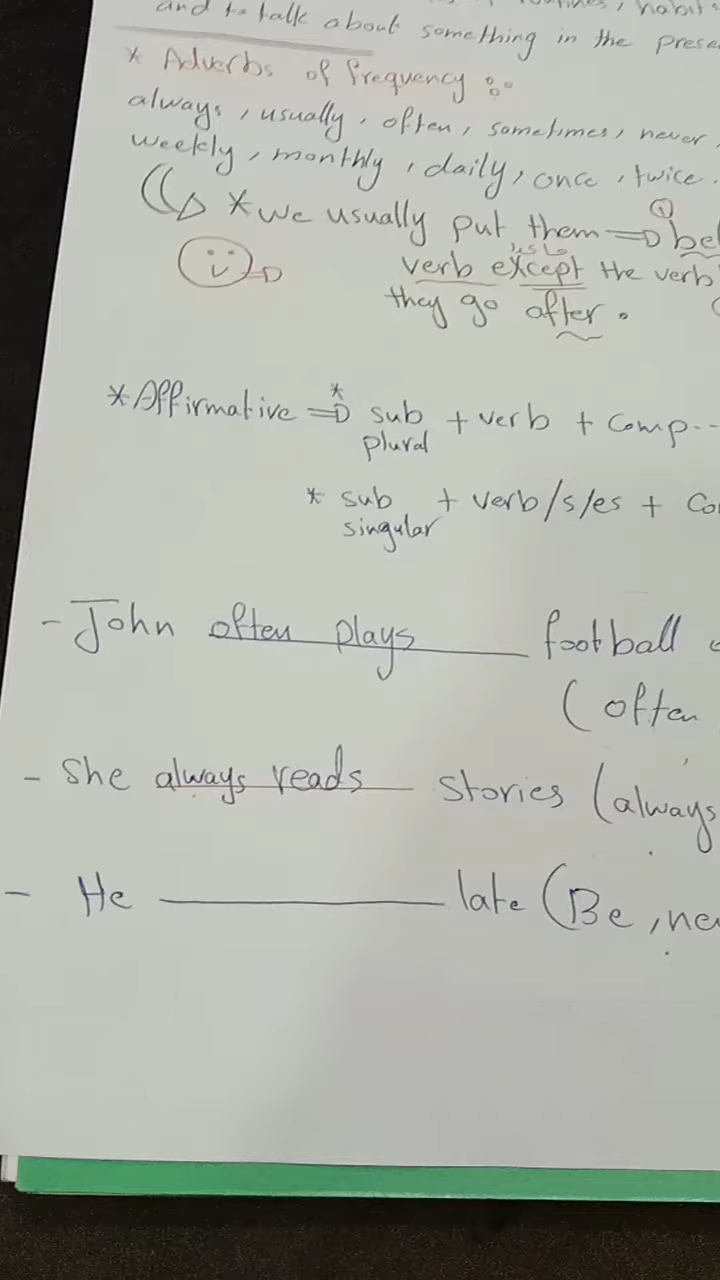 and to talk about something in the prese
* Adverbs of frequency :
always, usually, often, sometimes, never,
weekly, monthly, daily, once, twice.
* we usually put them ⇒ ① be
verb except the verb
they go after.
* Affirmative ⇒ * sub + verb + comp...
plural
* sub + verb/s/es + Co
singular
- John often plays football
(often
- She always reads stories (always
- He ________ late (Be, ne